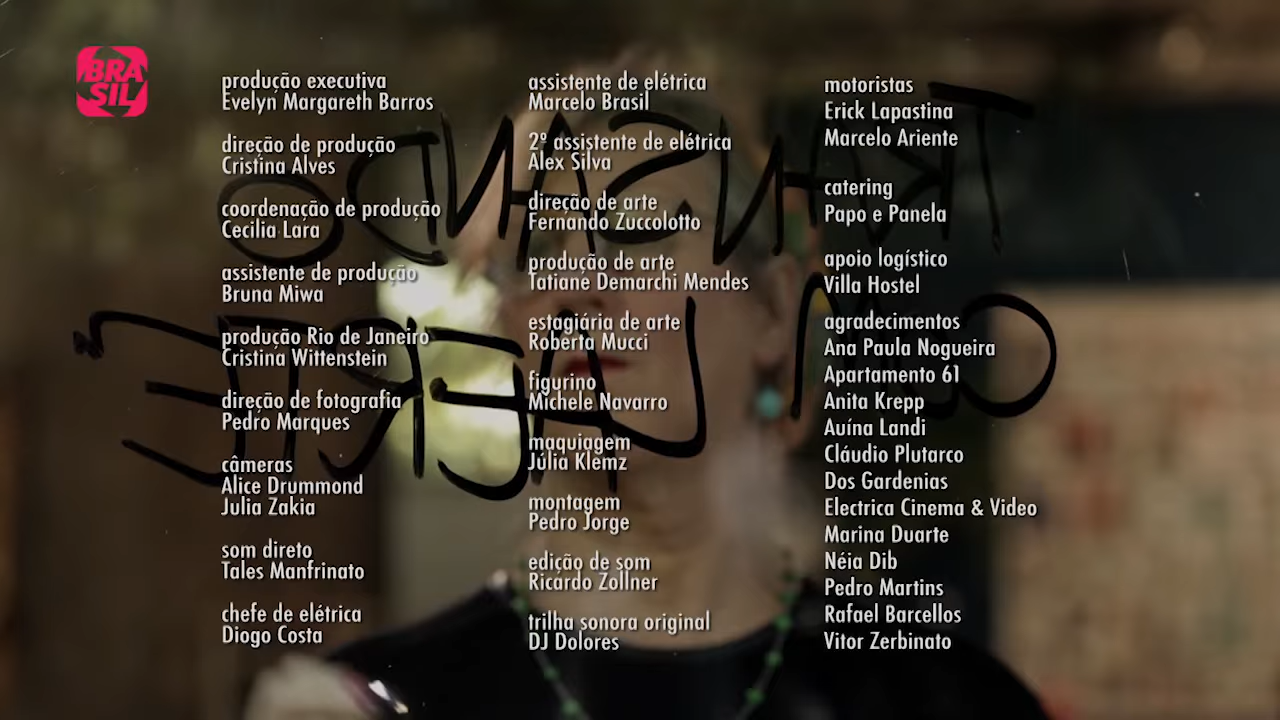 BRA
SIL
produção executiva
Evelyn Margareth Barros
direção de produção
Cristina Alves
coordenação de produção
Cecilia Lara
assistente de produção
Bruna Miwa
produção Rio de Janeiro
Cristina Wittenstein
direção de fotografia
Pedro Marques
câmeras
Alice Drummond
Julia Zakia
som direto
Tales Manfrinato
chefe de elétrica
Diogo Costa
assistente de elétrica
Marcelo Brasil
2º assistente de elétrica
Alex Silva
direção de arte
Fernando Zuccolotto
produção de arte
Tatiane Demarchi Mendes
estagiária de arte
Roberta Mucci
figurino
Michele Navarro
maquiagem
Júlia Klemz
montagem
Pedro Jorge
edição de som
Ricardo Zollner
trilha sonora original
DJ Dolores
motoristas
Erick Lapastina
Marcelo Ariente
catering
Papo e Panela
apoio logístico
Villa Hostel
agradecimentos
Ana Paula Nogueira
Apartamento 61
Anita Krepp
Auína Landi
Cláudio Plutarco
Dos Gardenias
Electrica Cinema & Video
Marina Duarte
Néia Dib
Pedro Martins
Rafael Barcellos
Vitor Zerbinato
TRANSANDO
COM LAERTE